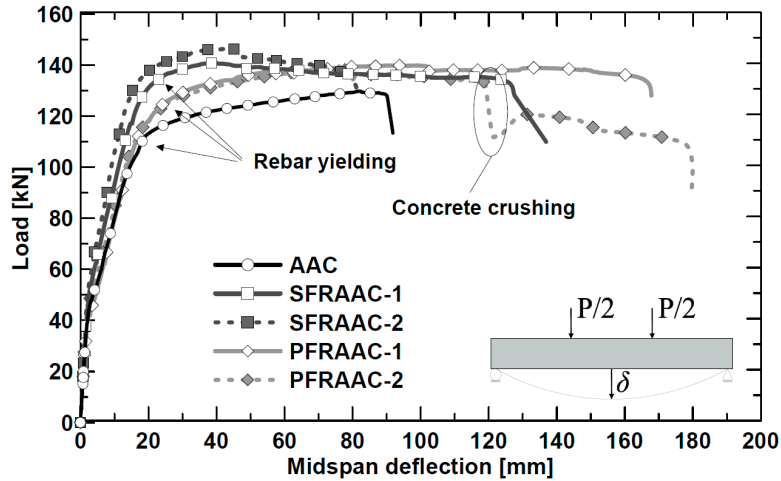 160
140
120
100
80
60
40
20
0
Load [kN]
Rebar yielding
Concrete crushing
AAC
SFRAAC-1
SFRAAC-2
PFRAAC-1
PFRAAC-2
P/2 P/2
δ
0 20 40 60 80 100 120 140 160 180 200
Midspan deflection [mm]